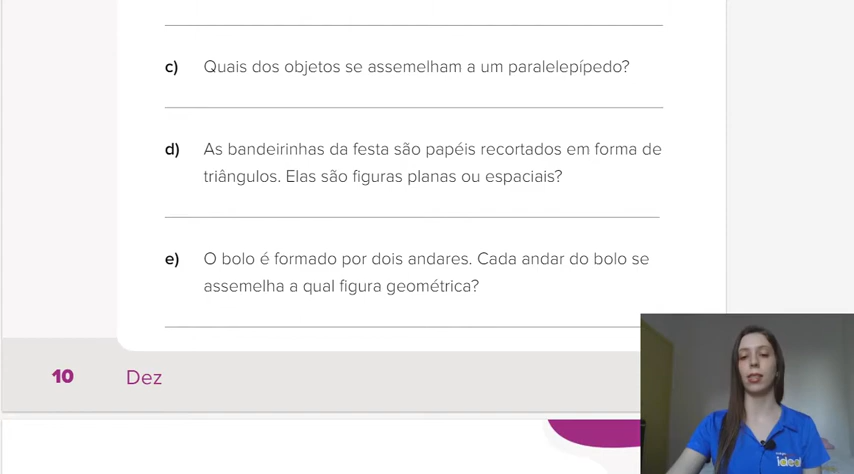 c) Quais dos objetos se assemelham a um paralelepípedo?
d) As bandeirinhas da festa são papéis recortados em forma de
triângulos. Elas são figuras planas ou espaciais?
e) O bolo é formado por dois andares. Cada andar do bolo se
assemelha a qual figura geométrica?
10 Dez